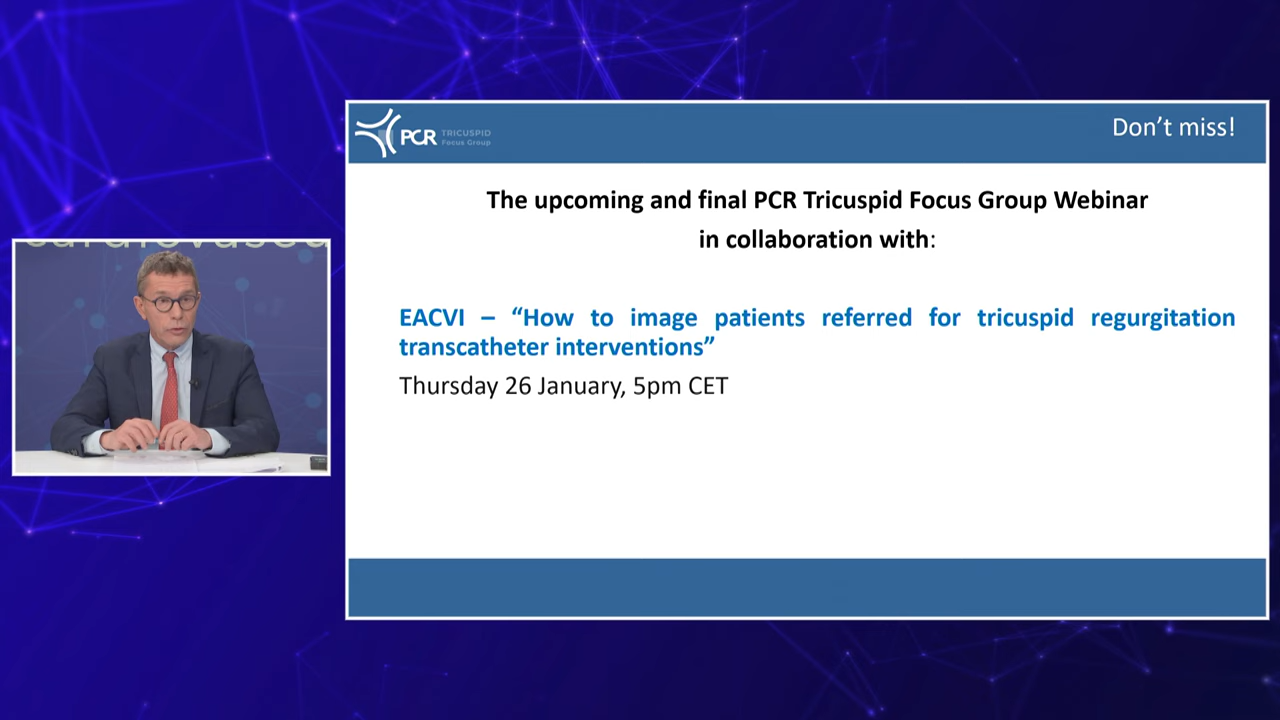 PCR TRICUSPID
Focus Group
Don’t miss!
The upcoming and final PCR Tricuspid Focus Group Webinar
in collaboration with:
EACVI – “How to image patients referred for tricuspid regurgitation
transcatheter interventions”
Thursday 26 January, 5pm CET